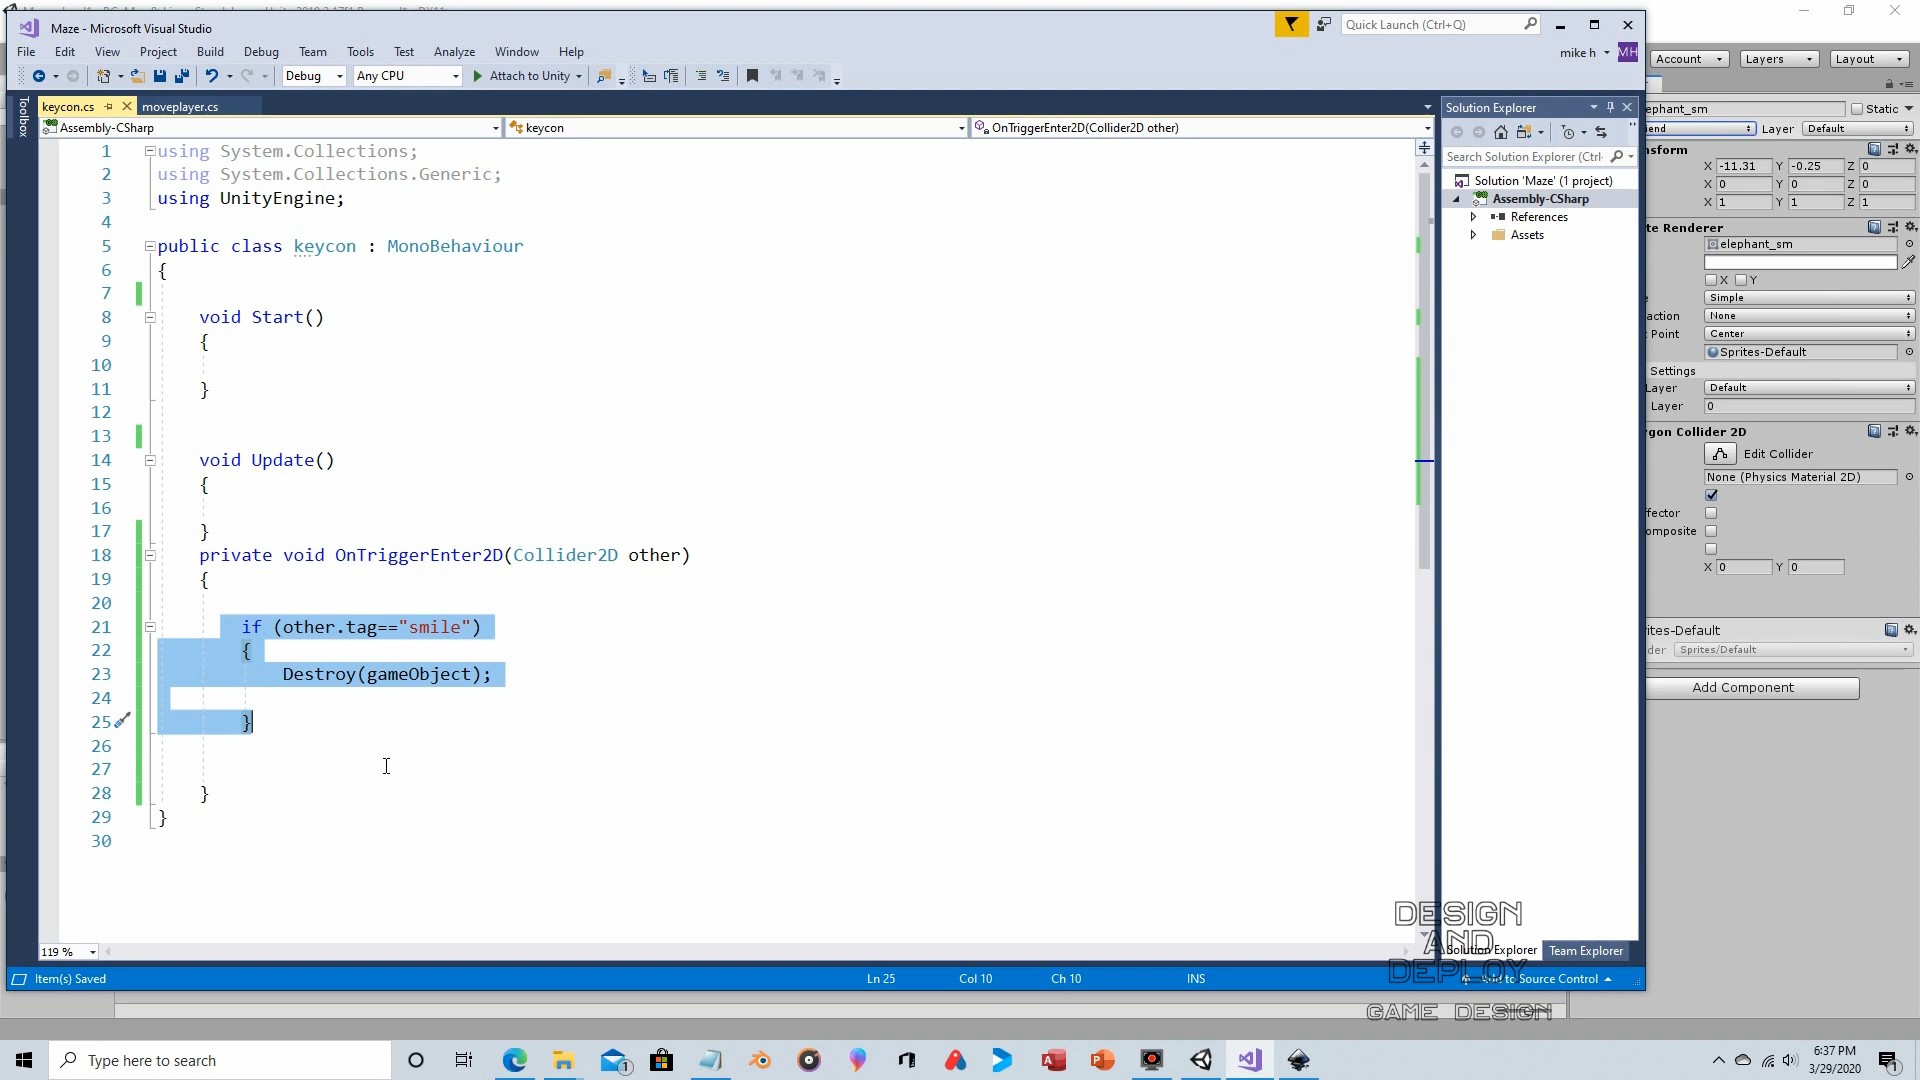 Maze - Microsoft Visual Studio
Quick Launch (Ctrl+Q)
File Edit View Project Build Debug Team Tools Test Analyze Window Help
mike h MH
Debug Any CPU Attach to Unity
Account Layers Layout
Toolbox
keycon.cs moveplayer.cs
Assembly-CSharp keycon OnTriggerEnter2D(Collider2D other)
1 using System.Collections;
2 using System.Collections.Generic;
3 using UnityEngine;
4
5 public class keycon : MonoBehaviour
6 {
7
8 void Start()
9 {
10
11 }
12
13
14 void Update()
15 {
16
17 }
18 private void OnTriggerEnter2D(Collider2D other)
19 {
20
21 if (other.tag=="smile")
22 {
23 Destroy(gameObject);
24
25 }
26
27
28 }
29 }
30
119 %
Item(s) Saved Ln 25 Col 10 Ch 10 INS Add to Source Control
Solution Explorer
Search Solution Explorer (Ctrl-
Solution 'Maze' (1 project)
Assembly-CSharp
References
Assets
Solution Explorer Team Explorer
ephant_sm Static
iend Layer Default
nsform
X -11.31 Y -0.25 Z 0
X 0 Y 0 Z 0
X 1 Y 1 Z 1
te Renderer
elephant_sm
X Y
e Simple
action None
t Point Center
Sprites-Default
Settings
Layer Default
Layer 0
gon Collider 2D
Edit Collider
None (Physics Material 2D)
ffector
omposite
X 0 Y 0
rites-Default
der Sprites/Default
Add Component
DESIGN
AND
DEPLOY
GAME DESIGN
Type here to search
6:37 PM
3/29/2020